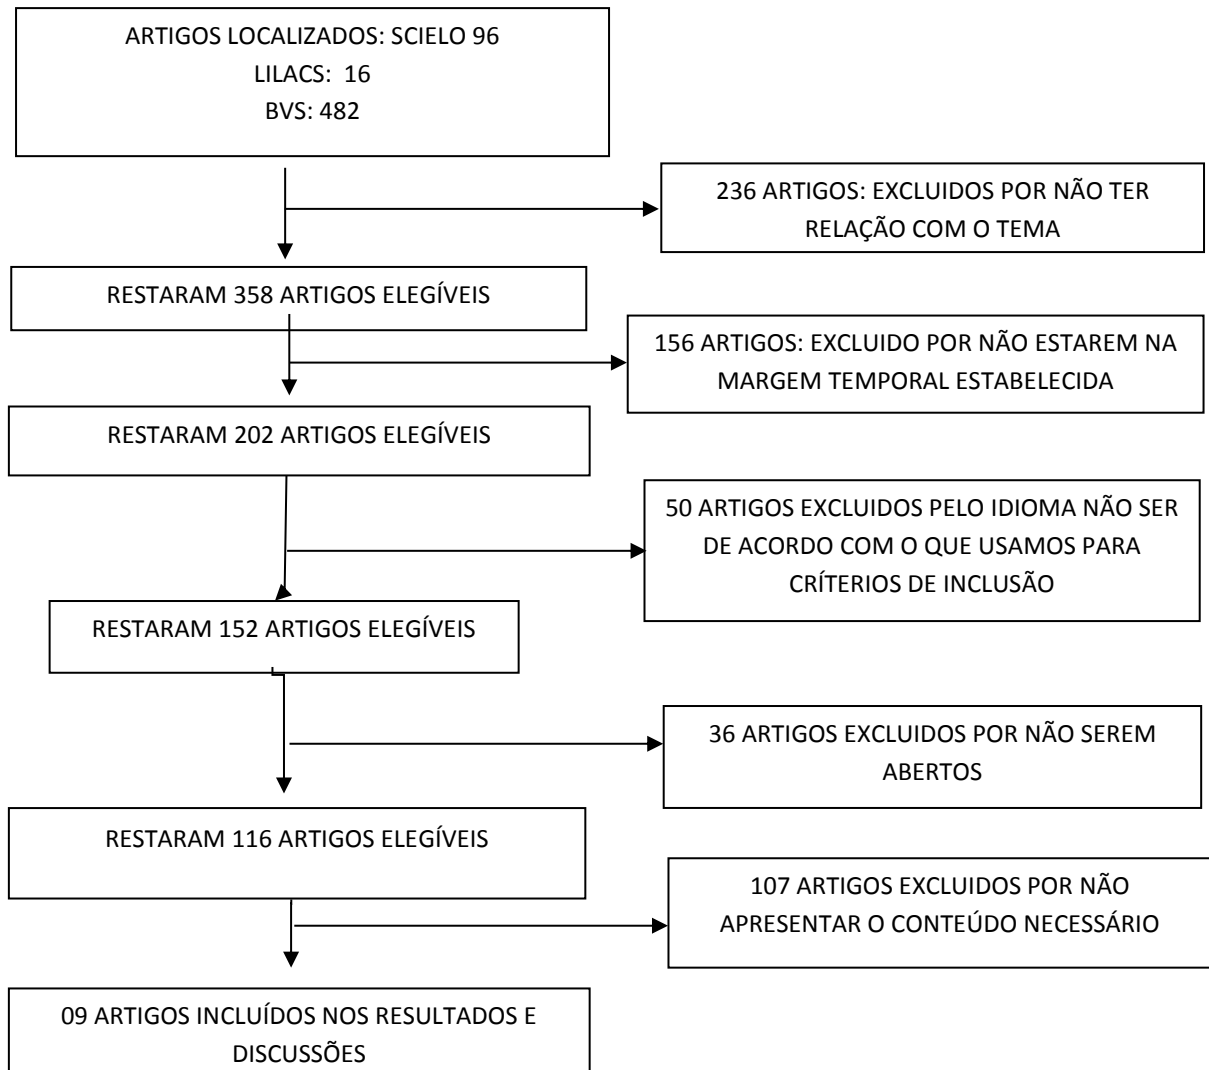 ARTIGOS LOCALIZADOS: SCIELO 96
LILACS:  16
BVS: 482
236 ARTIGOS: EXCLUIDOS POR NÃO TER
RELAÇÃO COM O TEMA
RESTARAM 358 ARTIGOS ELEGÍVEIS
156 ARTIGOS: EXCLUIDO POR NÃO ESTAREM NA
MARGEM TEMPORAL ESTABELECIDA
RESTARAM 202 ARTIGOS ELEGÍVEIS
50 ARTIGOS EXCLUIDOS PELO IDIOMA NÃO SER
DE ACORDO COM O QUE USAMOS PARA
CRÍTERIOS DE INCLUSÃO
RESTARAM 152 ARTIGOS ELEGÍVEIS
36 ARTIGOS EXCLUIDOS POR NÃO SEREM
ABERTOS
RESTARAM 116 ARTIGOS ELEGÍVEIS
107 ARTIGOS EXCLUIDOS POR NÃO
APRESENTAR O CONTEÚDO NECESSÁRIO
09 ARTIGOS INCLUÍDOS NOS RESULTADOS E
DISCUSSÕES